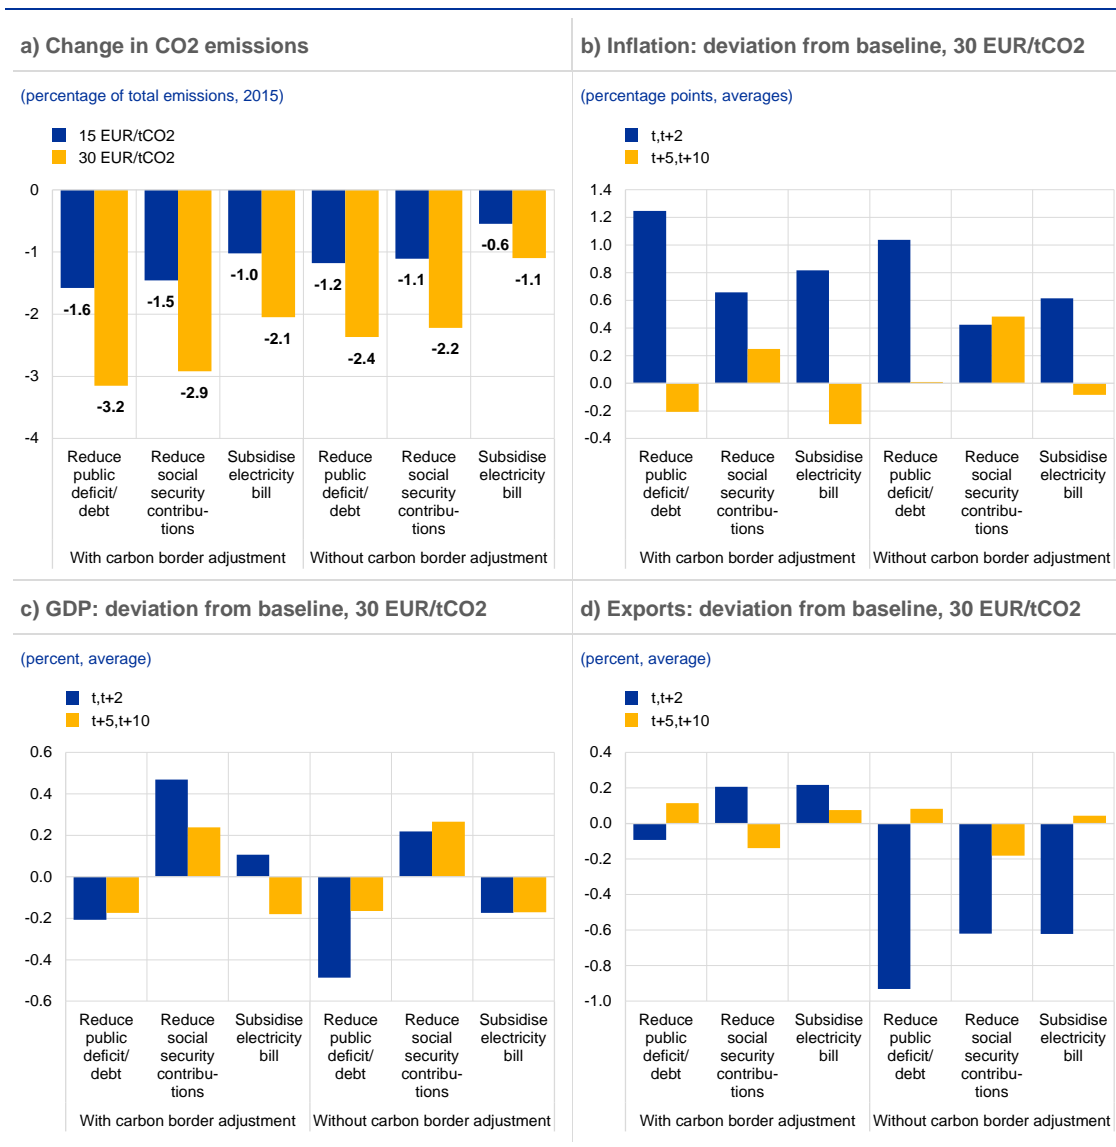 a) Change in CO2 emissions
(percentage of total emissions, 2015)
15 EUR/tCO2
30 EUR/tCO2
0
-1
-2
-3
-4
-1.6
-3.2
-1.5
-2.9
-1.0
-2.1
-1.2
-2.4
-1.1
-2.2
-0.6
-1.1
Reduce public deficit/ debt
Reduce social security contribu- tions
Subsidise electricity bill
Reduce public deficit/ debt
Reduce social security contribu- tions
Subsidise electricity bill
With carbon border adjustment
Without carbon border adjustment
b) Inflation: deviation from baseline, 30 EUR/tCO2
(percentage points, averages)
t,t+2
t+5,t+10
1.4
1.2
1.0
0.8
0.6
0.4
0.2
0.0
-0.2
-0.4
Reduce public deficit/ debt
Reduce social security contribu- tions
Subsidise electricity bill
Reduce public deficit/ debt
Reduce social security contribu- tions
Subsidise electricity bill
With carbon border adjustment
Without carbon border adjustment
c) GDP: deviation from baseline, 30 EUR/tCO2
(percent, average)
t,t+2
t+5,t+10
0.6
0.4
0.2
0.0
-0.2
-0.4
-0.6
Reduce public deficit/ debt
Reduce social security contribu- tions
Subsidise electricity bill
Reduce public deficit/ debt
Reduce social security contribu- tions
Subsidise electricity bill
With carbon border adjustment
Without carbon border adjustment
d) Exports: deviation from baseline, 30 EUR/tCO2
(percent, average)
t,t+2
t+5,t+10
0.4
0.2
0.0
-0.2
-0.4
-0.6
-0.8
-1.0
Reduce public deficit/ debt
Reduce social security contribu- tions
Subsidise electricity bill
Reduce public deficit/ debt
Reduce social security contribu- tions
Subsidise electricity bill
With carbon border adjustment
Without carbon border adjustment